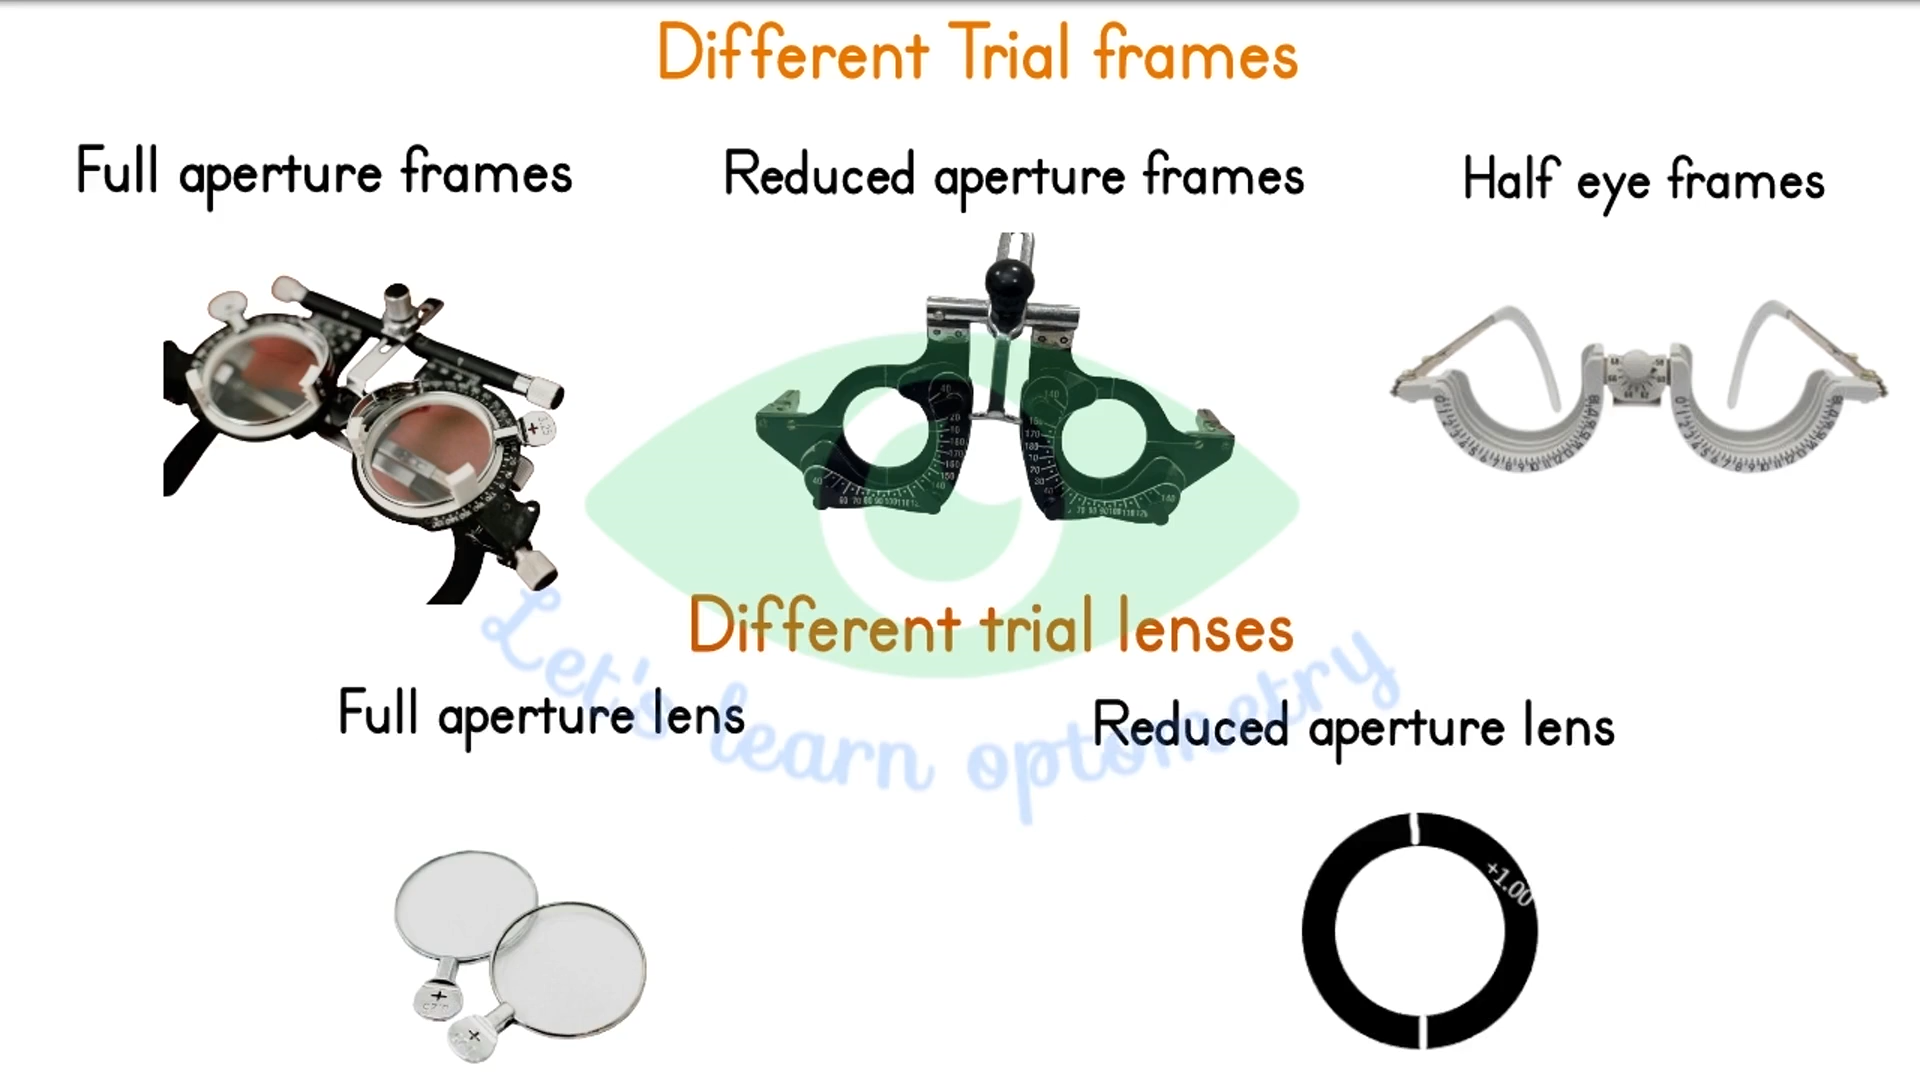 Different Trial frames
Full aperture frames
Reduced aperture frames
Half eye frames
Different trial lenses
Full aperture lens
Reduced aperture lens
Let's learn optometry
+1.00